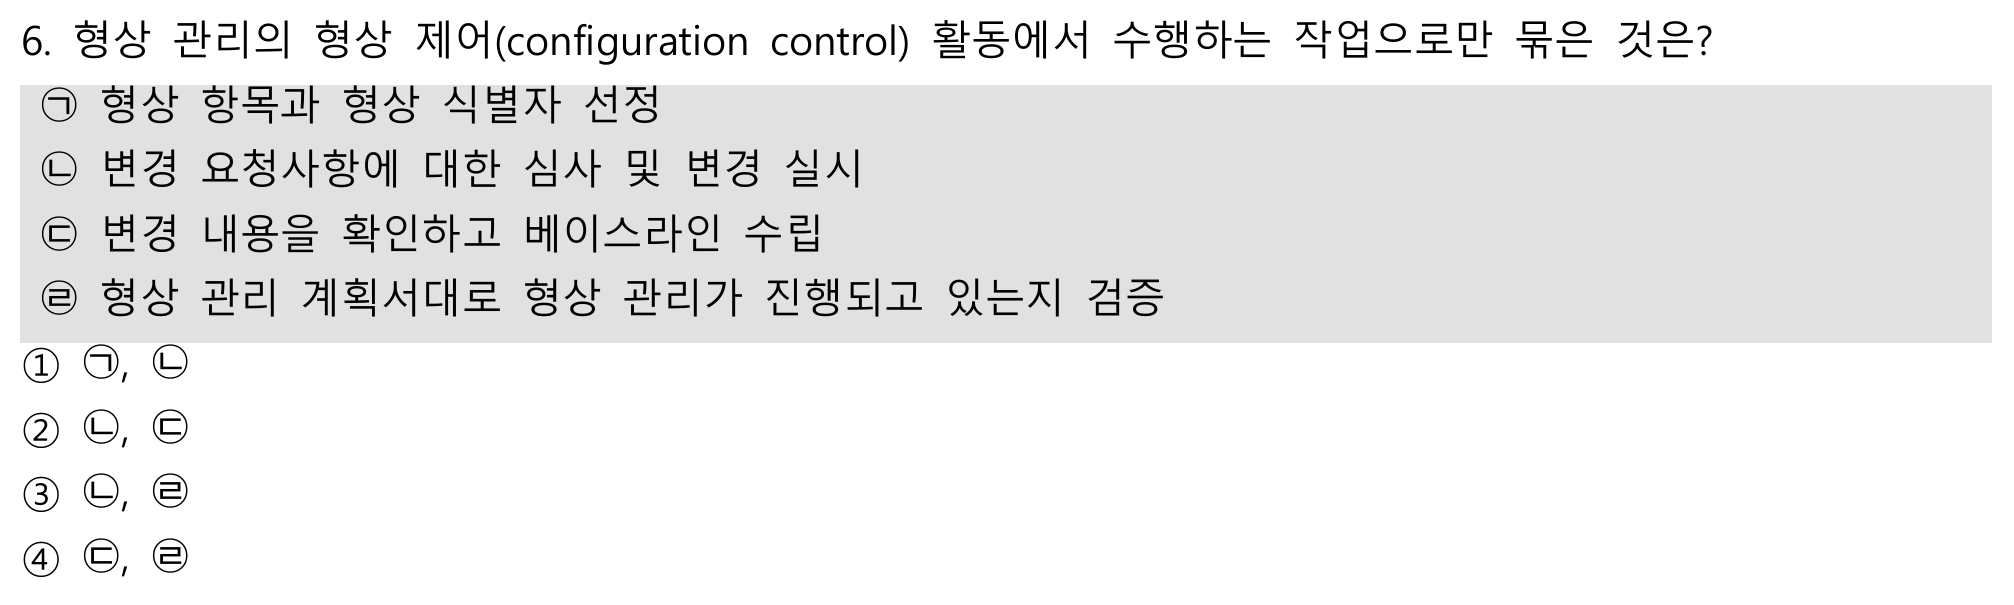 6. 형상 관리의 형상 제어(configuration control) 활동에서 수행하는 작업으로만 묶은 것은?
㉠ 형상 항목과 형상 식별자 선정
㉡ 변경 요청사항에 대한 심사 및 변경 실시
㉢ 변경 내용을 확인하고 베이스라인 수립
㉣ 형상 관리 계획서대로 형상 관리가 진행되고 있는지 검증
① ㉠, ㉡
② ㉡, ㉢
③ ㉡, ㉣
④ ㉢, ㉣